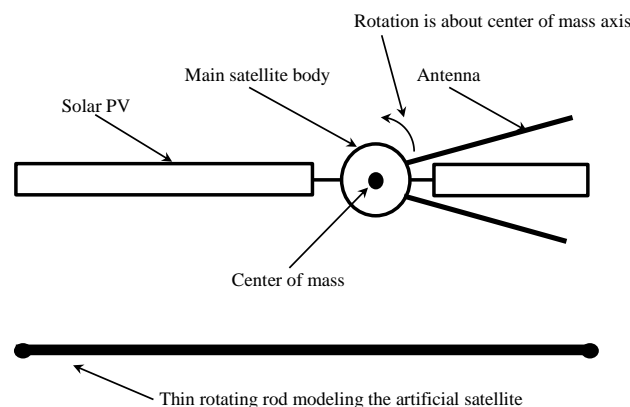 Rotation is about center of mass axis
Main satellite body
Antenna
Solar PV
Center of mass
Thin rotating rod modeling the artificial satellite